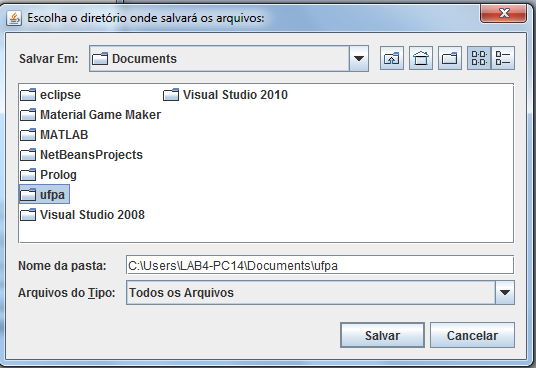 Escolha o diretório onde salvará os arquivos:
Salvar Em: Documents
eclipse
Material Game Maker
MATLAB
NetBeansProjects
Prolog
ufpa
Visual Studio 2008
Visual Studio 2010
Nome da pasta: C:\Users\LAB4-PC14\Documents\ufpa
Arquivos do Tipo: Todos os Arquivos
Salvar Cancelar